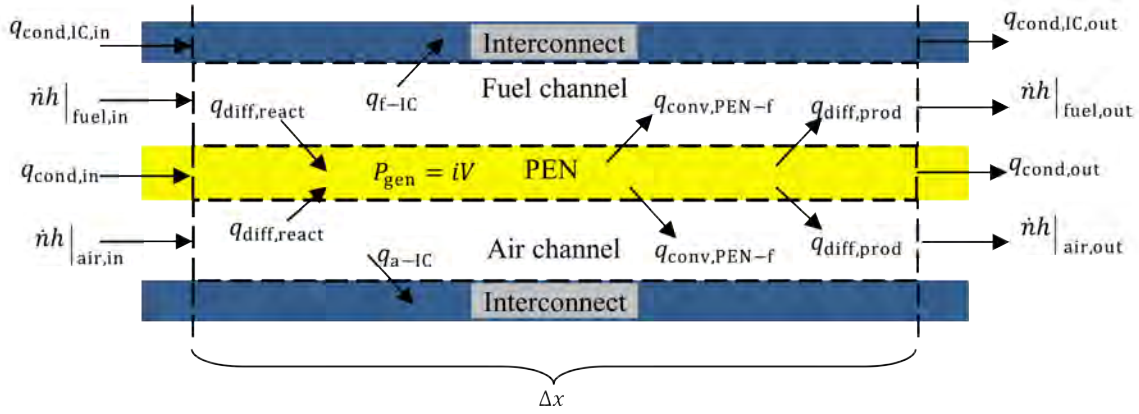 q_cond,IC,in
Interconnect
q_cond,IC,out
ṅh|_fuel,in
q_diff,react
q_f−IC
Fuel channel
q_conv,PEN−f
q_diff,prod
ṅh|_fuel,out
q_cond,in
P_gen = iV
PEN
q_cond,out
ṅh|_air,in
q_diff,react
q_a−IC
Air channel
q_conv,PEN−f
q_diff,prod
ṅh|_air,out
Interconnect
Δx